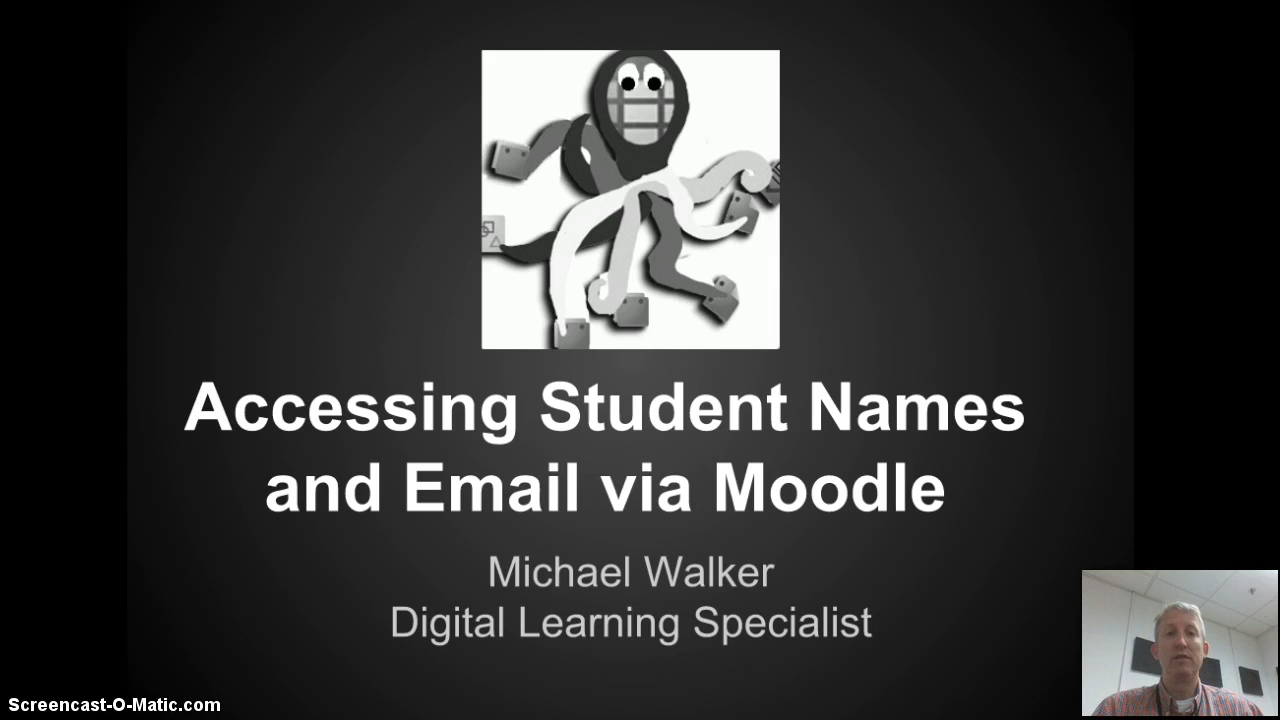 Accessing Student Names
and Email via Moodle
Michael Walker
Digital Learning Specialist
Screencast-O-Matic.com